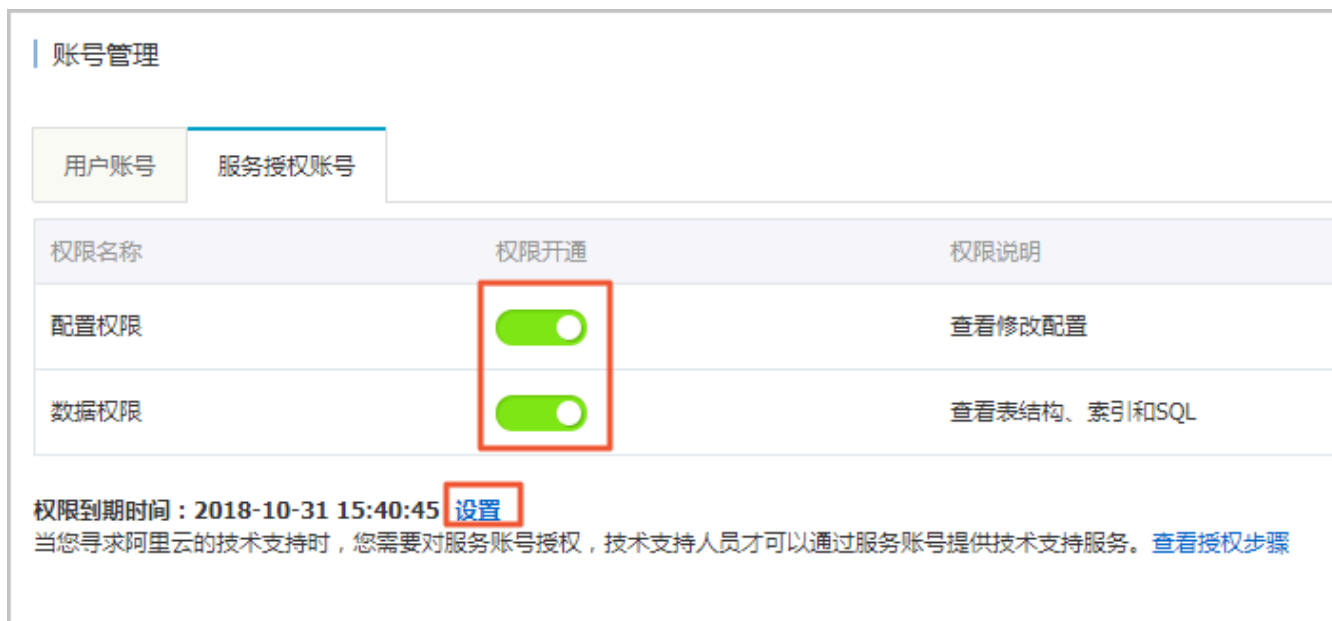 账号管理
用户账号 服务授权账号
权限名称 权限开通 权限说明
配置权限 查看修改配置
数据权限 查看表结构、索引和SQL
权限到期时间：2018-10-31 15:40:45 设置
当您寻求阿里云的技术支持时，您需要对服务账号授权，技术支持人员才可以通过服务账号提供技术支持服务。查看授权步骤